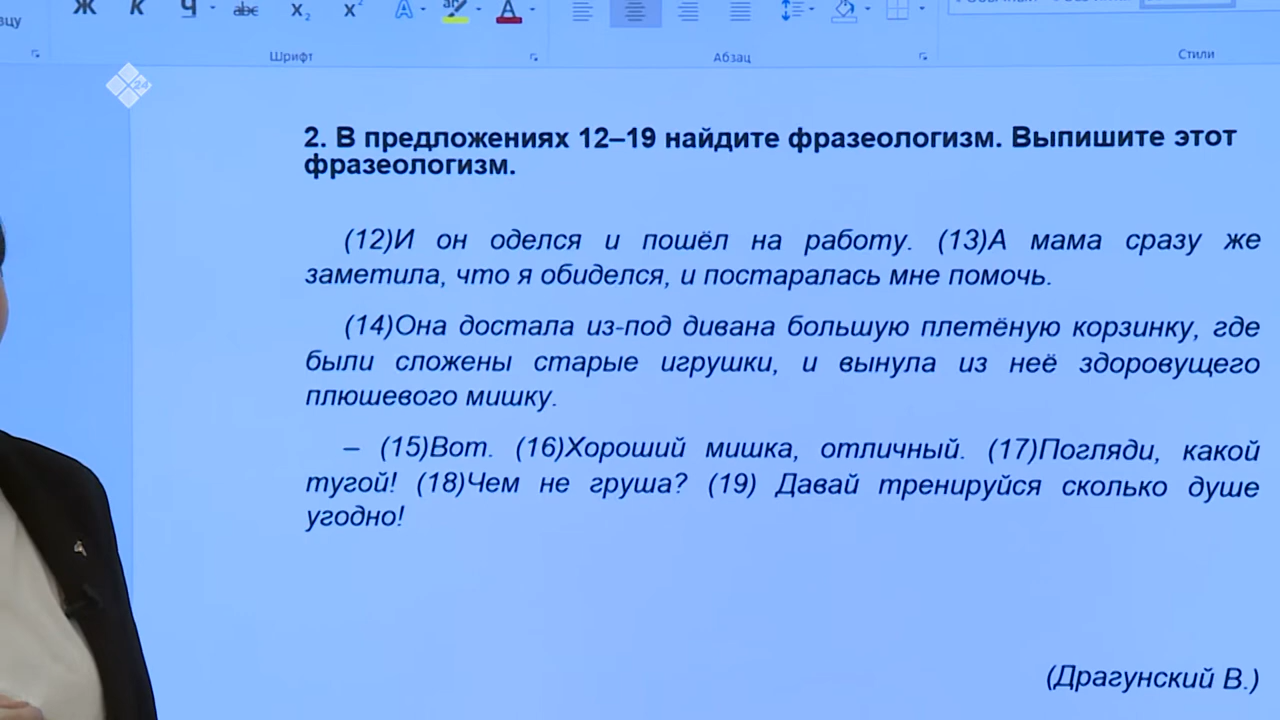 Ж К Ч abc X₂ X² А А
Шрифт Абзац Стили
24
2. В предложениях 12–19 найдите фразеологизм. Выпишите этот
фразеологизм.
(12)И он оделся и пошёл на работу. (13)А мама сразу же
заметила, что я обиделся, и постаралась мне помочь.
(14)Она достала из-под дивана большую плетёную корзинку, где
были сложены старые игрушки, и вынула из неё здоровущего
плюшевого мишку.
– (15)Вот. (16)Хороший мишка, отличный. (17)Погляди, какой
тугой! (18)Чем не груша? (19) Давай тренируйся сколько душе
угодно!
(Драгунский В.)